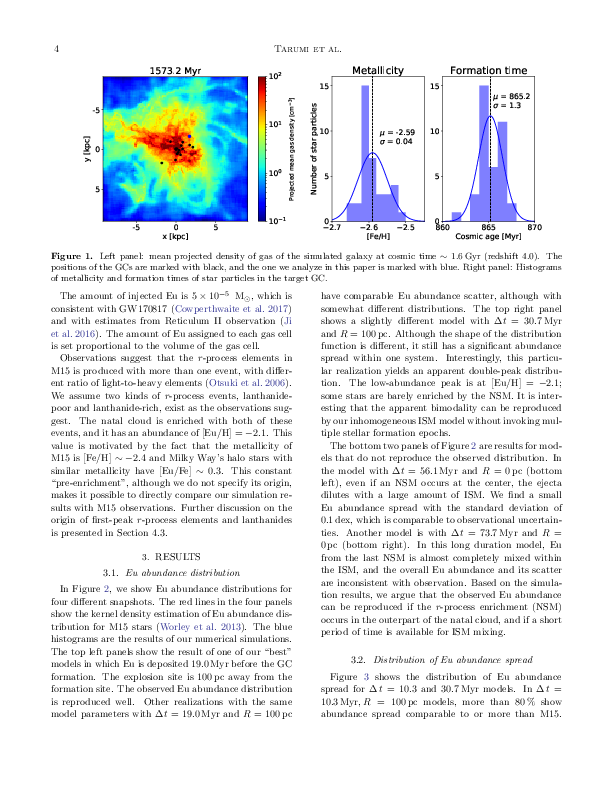 4
Tarumi et al.
1573.2 Myr
-5
0
5
y [kpc]
-5 0 5
x [kpc]
10²
10¹
10⁰
10⁻¹
Projected mean gas density [cm⁻³]
Metallicity
15
10
5
0
Number of star particles
μ = -2.59
σ = 0.04
−2.7 −2.6 −2.5
[Fe/H]
Formation time
15
10
5
0
μ = 865.2
σ = 1.3
860 865 870
Cosmic age [Myr]
Figure 1. Left panel: mean projected density of gas of the simulated galaxy at cosmic time ∼ 1.6 Gyr (redshift 4.0). The
positions of the GCs are marked with black, and the one we analyze in this paper is marked with blue. Right panel: Histograms
of metallicity and formation times of star particles in the target GC.
The amount of injected Eu is 5 × 10⁻⁵ M⊙, which is
consistent with GW170817 (Cowperthwaite et al. 2017)
and with estimates from Reticulum II observation (Ji
et al. 2016). The amount of Eu assigned to each gas cell
is set proportional to the volume of the gas cell.
Observations suggest that the r-process elements in
M15 is produced with more than one event, with differ-
ent ratio of light-to-heavy elements (Otsuki et al. 2006).
We assume two kinds of r-process events, lanthanide-
poor and lanthanide-rich, exist as the observations sug-
gest. The natal cloud is enriched with both of these
events, and it has an abundance of [Eu/H] = −2.1. This
value is motivated by the fact that the metallicity of
M15 is [Fe/H] ∼ −2.4 and Milky Way's halo stars with
similar metallicity have [Eu/Fe] ∼ 0.3. This constant
"pre-enrichment", although we do not specify its origin,
makes it possible to directly compare our simulation re-
sults with M15 observations. Further discussion on the
origin of first-peak r-process elements and lanthanides
is presented in Section 4.3.
3. RESULTS
3.1. Eu abundance distribution
In Figure 2, we show Eu abundance distributions for
four different snapshots. The red lines in the four panels
show the kernel density estimation of Eu abundance dis-
tribution for M15 stars (Worley et al. 2013). The blue
histograms are the results of our numerical simulations.
The top left panels show the result of one of our "best"
models in which Eu is deposited 19.0 Myr before the GC
formation. The explosion site is 100 pc away from the
formation site. The observed Eu abundance distribution
is reproduced well. Other realizations with the same
model parameters with Δt = 19.0 Myr and R = 100 pc
have comparable Eu abundance scatter, although with
somewhat different distributions. The top right panel
shows a slightly different model with Δt = 30.7 Myr
and R = 100 pc. Although the shape of the distribution
function is different, it still has a significant abundance
spread within one system. Interestingly, this particu-
lar realization yields an apparent double-peak distribu-
tion. The low-abundance peak is at [Eu/H] = −2.1;
some stars are barely enriched by the NSM. It is inter-
esting that the apparent bimodality can be reproduced
by our inhomogeneous ISM model without invoking mul-
tiple stellar formation epochs.
The bottom two panels of Figure 2 are results for mod-
els that do not reproduce the observed distribution. In
the model with Δt = 56.1 Myr and R = 0 pc (bottom
left), even if an NSM occurs at the center, the ejecta
dilutes with a large amount of ISM. We find a small
Eu abundance spread with the standard deviation of
0.1 dex, which is comparable to observational uncertain-
ties. Another model is with Δt = 73.7 Myr and R =
0 pc (bottom right). In this long duration model, Eu
from the last NSM is almost completely mixed within
the ISM, and the overall Eu abundance and its scatter
are inconsistent with observation. Based on the simula-
tion results, we argue that the observed Eu abundance
can be reproduced if the r-process enrichment (NSM)
occurs in the outerpart of the natal cloud, and if a short
period of time is available for ISM mixing.
3.2. Distribution of Eu abundance spread
Figure 3 shows the distribution of Eu abundance
spread for Δt = 10.3 and 30.7 Myr models. In Δt =
10.3 Myr, R = 100 pc models, more than 80 % show
abundance spread comparable to or more than M15.